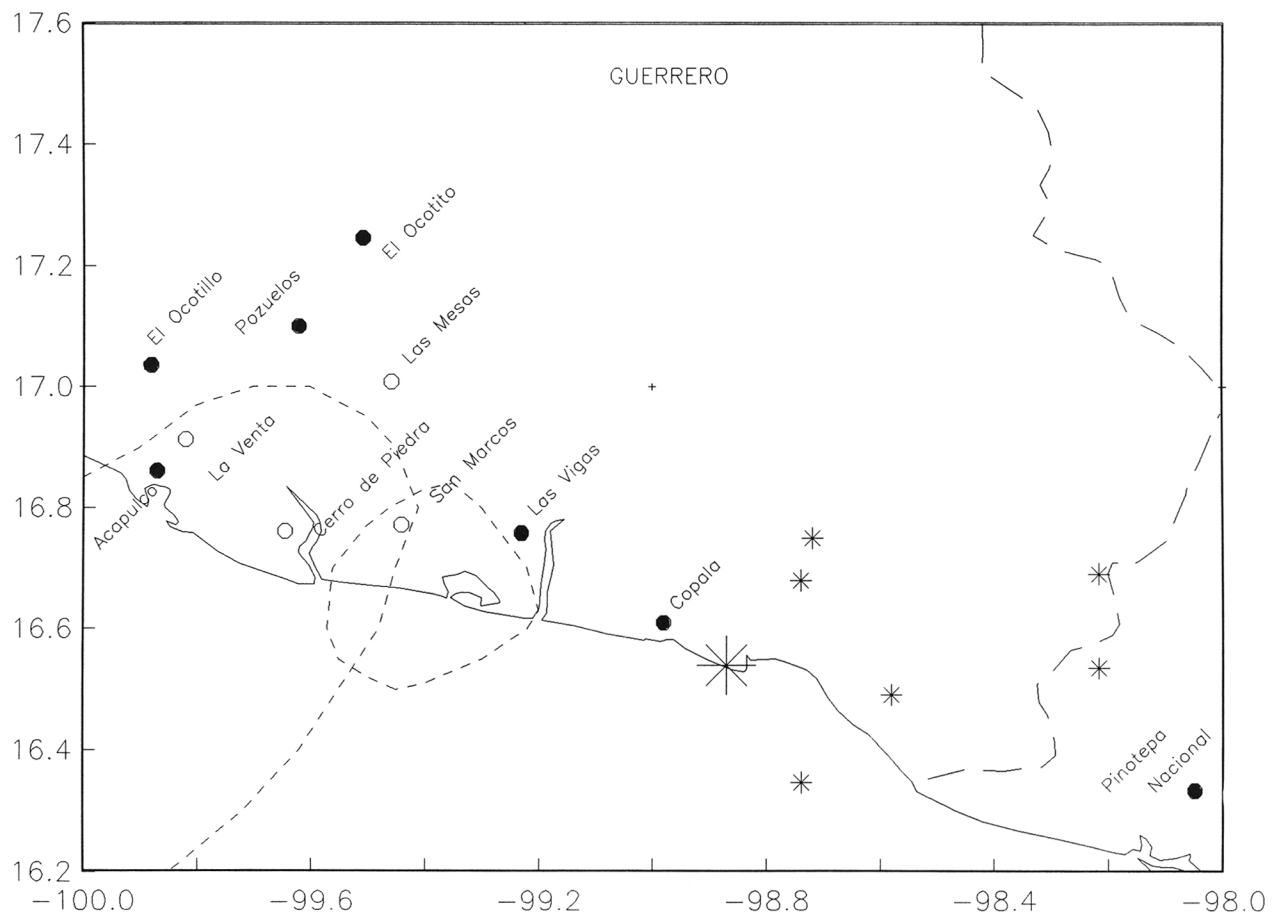 17.6
GUERRERO
17.4
El Ocotito
17.2
El Ocotillo
Pozuelos
Las Mesas
17.0
La Venta
Cerro de Piedra
San Marcos
Las Vigas
16.8
Acapulco
Copala
16.6
16.4
Pinotepa
Nacional
16.2
-100.0 -99.6 -99.2 -98.8 -98.4 -98.0